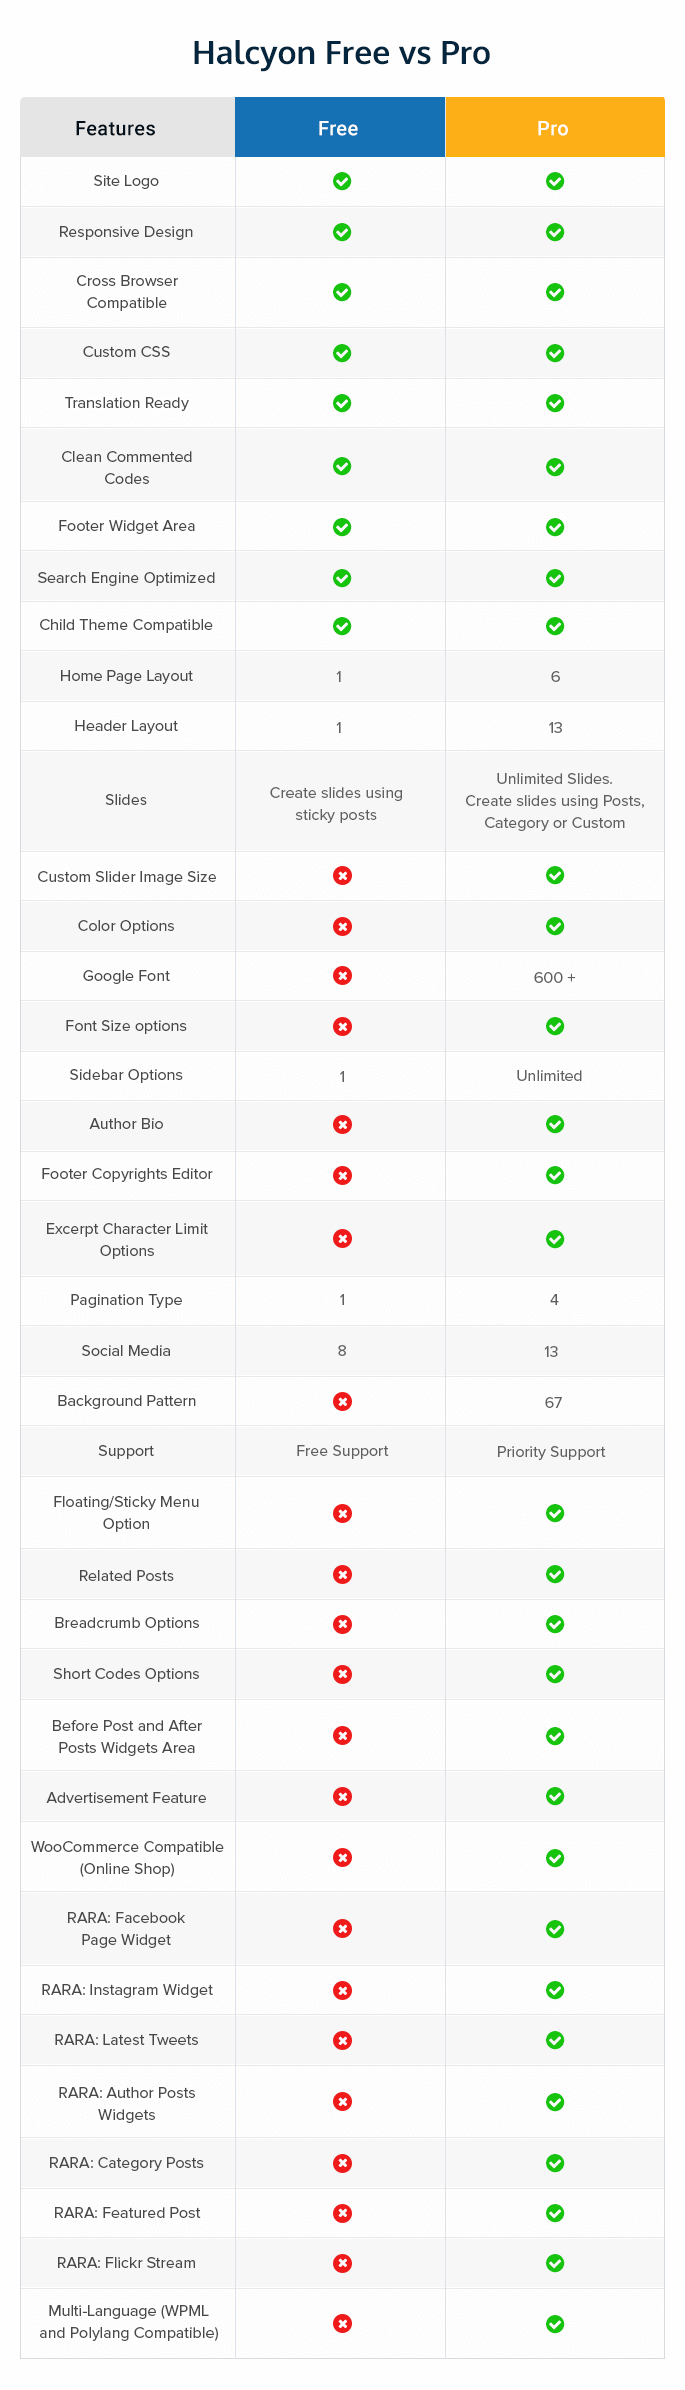 Halcyon Free vs Pro
Features Free Pro
Site Logo
Responsive Design
Cross Browser
Compatible
Custom CSS
Translation Ready
Clean Commented
Codes
Footer Widget Area
Search Engine Optimized
Child Theme Compatible
Home Page Layout 1 6
Header Layout 1 13
Slides
Create slides using
sticky posts
Unlimited Slides.
Create slides using Posts,
Category or Custom
Custom Slider Image Size
Color Options
Google Font 600 +
Font Size options
Sidebar Options 1 Unlimited
Author Bio
Footer Copyrights Editor
Excerpt Character Limit
Options
Pagination Type 1 4
Social Media 8 13
Background Pattern 67
Support Free Support Priority Support
Floating/Sticky Menu
Option
Related Posts
Breadcrumb Options
Short Codes Options
Before Post and After
Posts Widgets Area
Advertisement Feature
WooCommerce Compatible
(Online Shop)
RARA: Facebook
Page Widget
RARA: Instagram Widget
RARA: Latest Tweets
RARA: Author Posts
Widgets
RARA: Category Posts
RARA: Featured Post
RARA: Flickr Stream
Multi-Language (WPML
and Polylang Compatible)